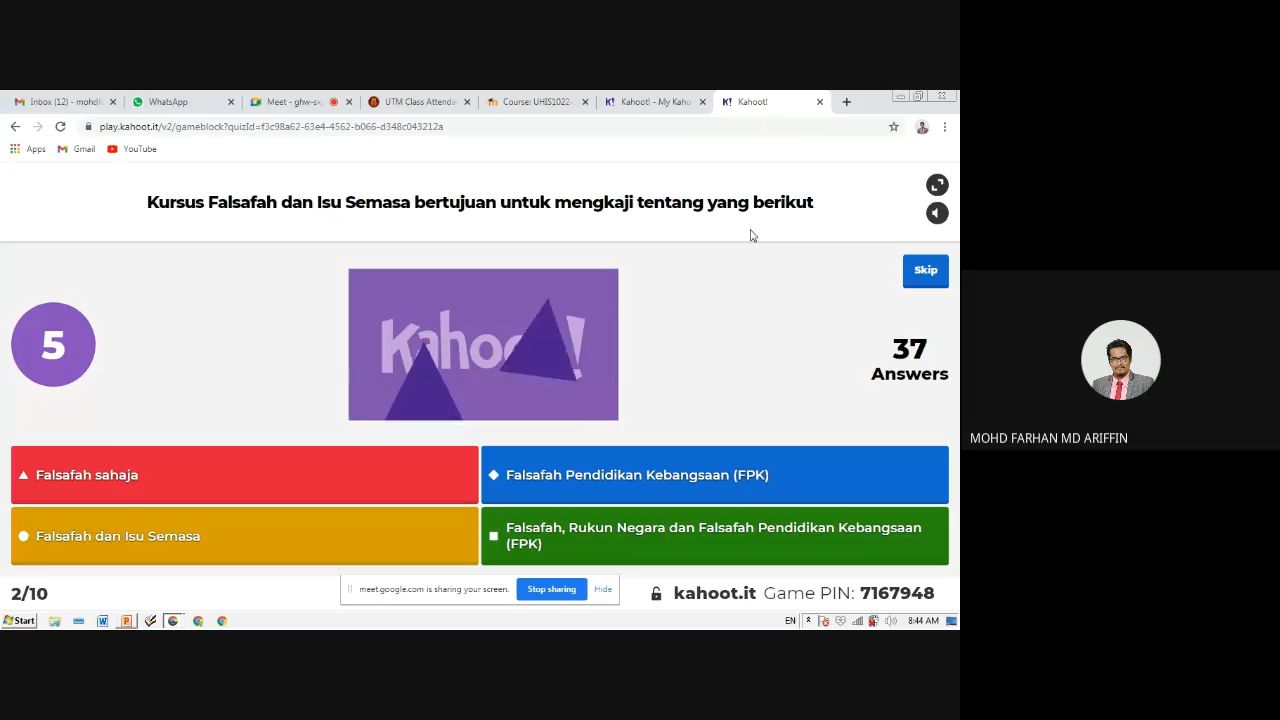 Inbox (12) - mohdf
WhatsApp
Meet - ghw-sx
UTM Class Attenda
Course: UHIS1022-
Kahoot! - My Kaho
Kahoot!
play.kahoot.it/v2/gameblock?quizId=f3c98a62-63e4-4562-b066-d348c043212a
Apps Gmail YouTube
Kursus Falsafah dan Isu Semasa bertujuan untuk mengkaji tentang yang berikut
Skip
Kahoot!
5
37
Answers
Falsafah sahaja
Falsafah Pendidikan Kebangsaan (FPK)
Falsafah dan Isu Semasa
Falsafah, Rukun Negara dan Falsafah Pendidikan Kebangsaan
(FPK)
MOHD FARHAN MD ARIFFIN
2/10
meet.google.com is sharing your screen. Stop sharing Hide
kahoot.it Game PIN: 7167948
Start
EN
8:44 AM